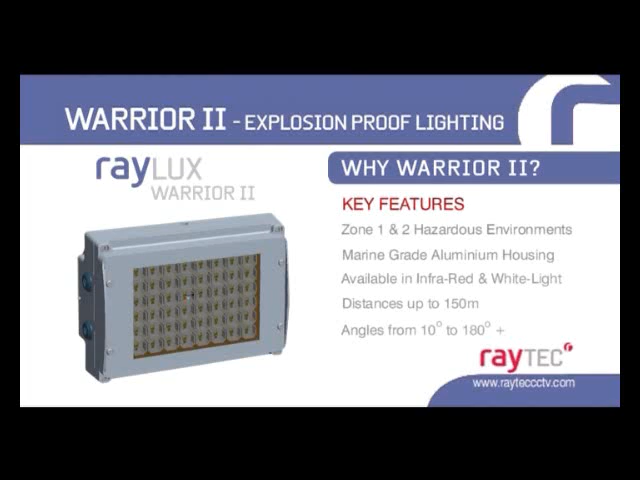 WARRIOR II - EXPLOSION PROOF LIGHTING
rayLUX
WARRIOR II
WHY WARRIOR II?
KEY FEATURES
Zone 1 & 2 Hazardous Environments
Marine Grade Aluminium Housing
Available in Infra-Red & White-Light
Distances up to 150m
Angles from 10° to 180° +
rayTEC
www.rayteccctv.com